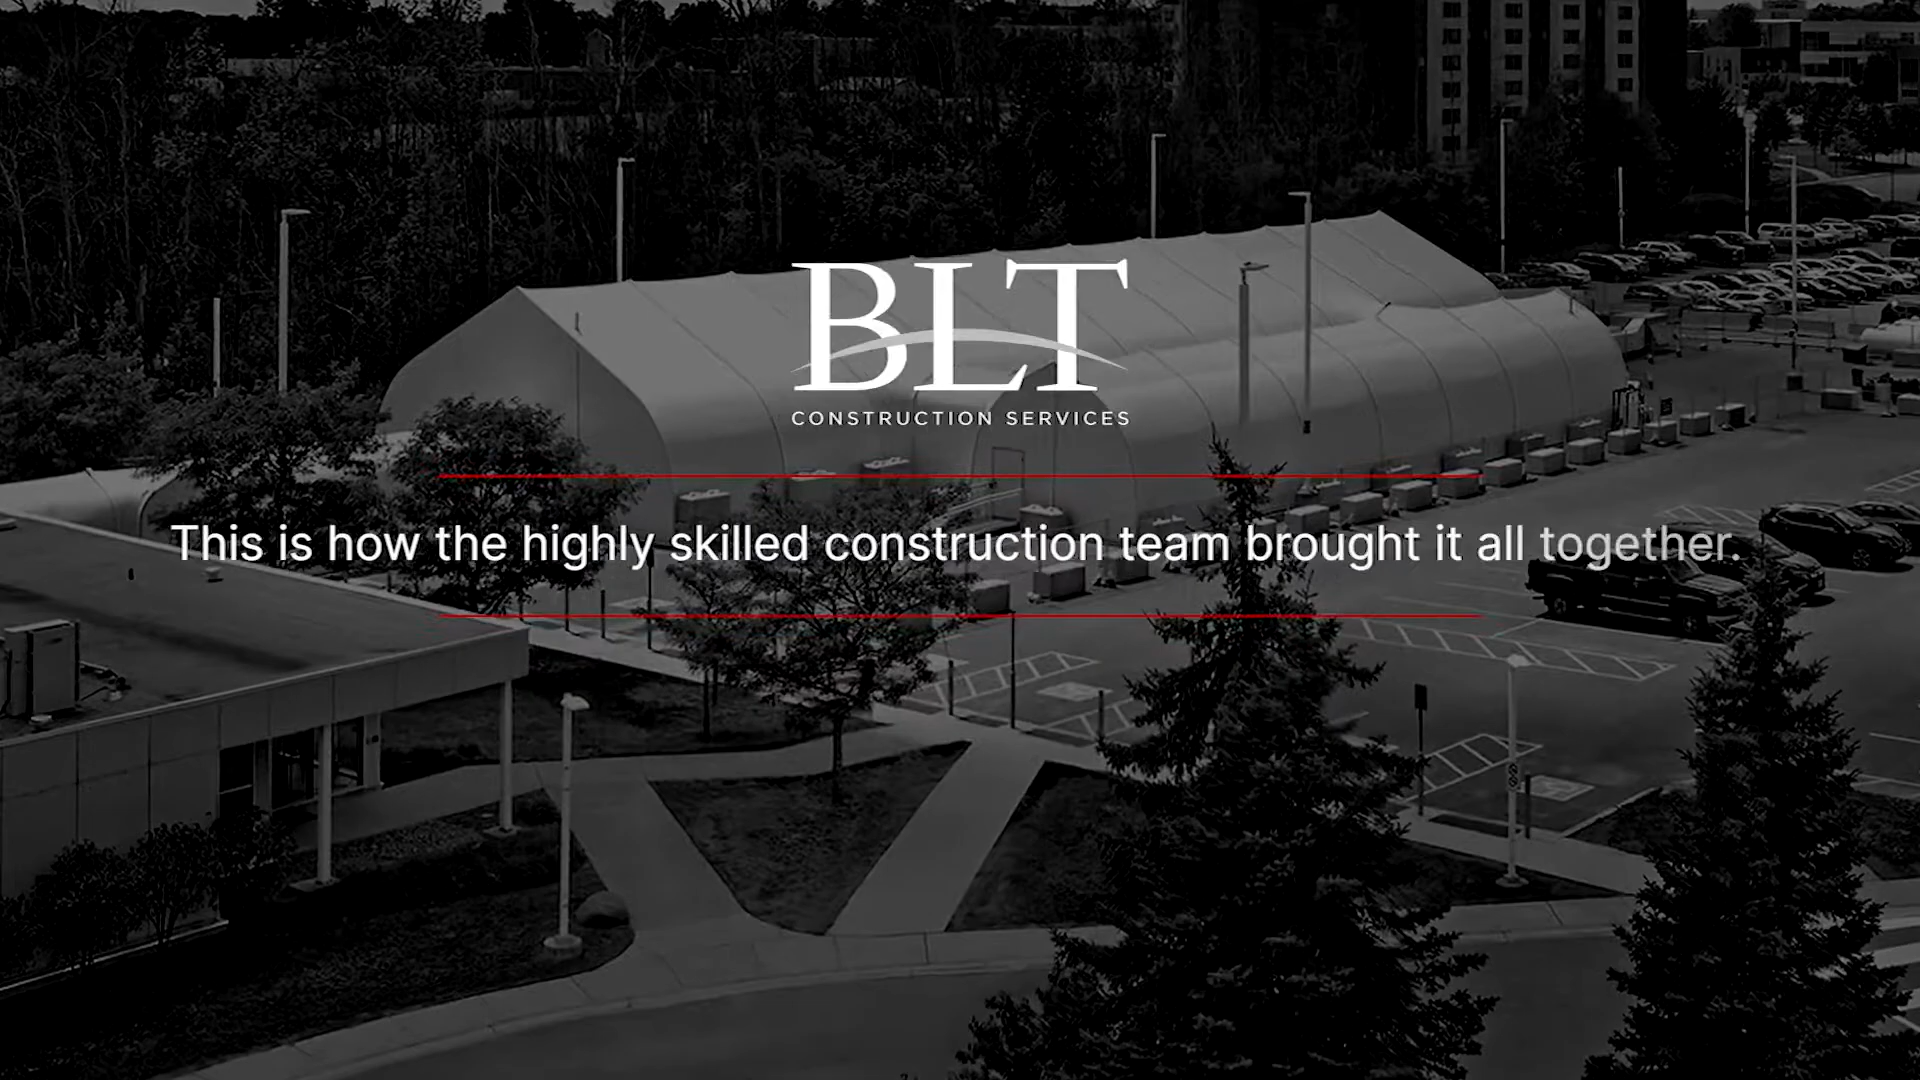 BLT
CONSTRUCTION SERVICES
This is how the highly skilled construction team brought it all together.